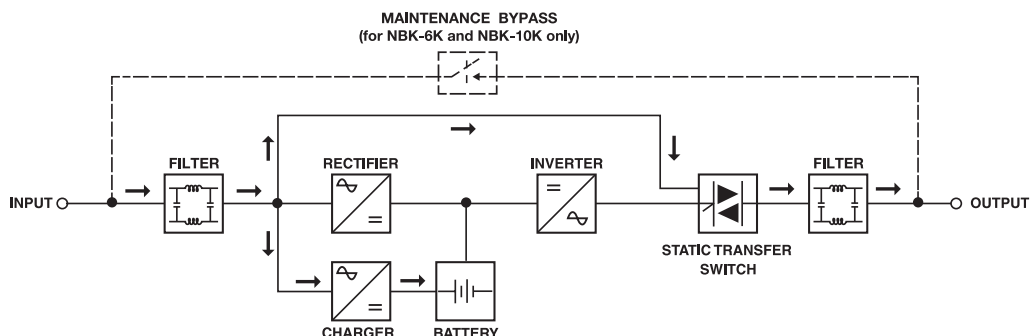 MAINTENANCE BYPASS
(for NBK-6K and NBK-10K only)
FILTER
RECTIFIER
INVERTER
FILTER
INPUT
OUTPUT
STATIC TRANSFER
SWITCH
CHARGER
BATTERY